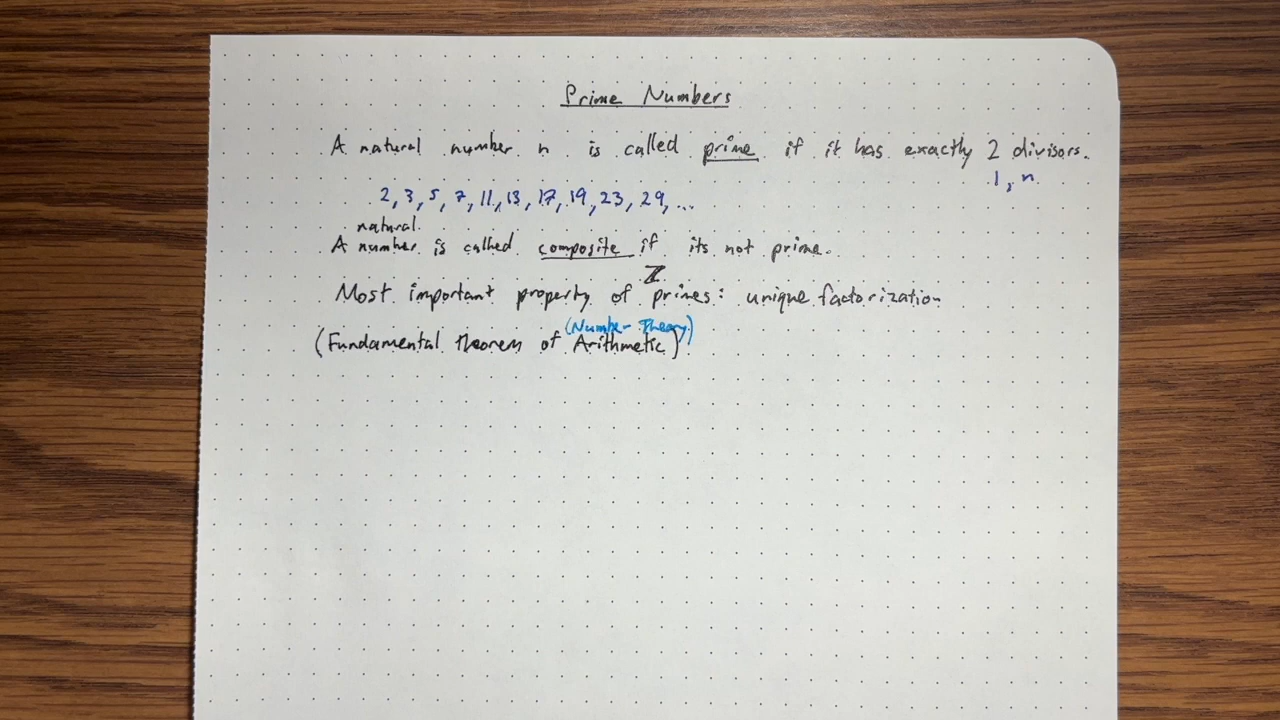 Prime Numbers
A natural number n is called prime if it has exactly 2 divisors.
1, n
2, 3, 5, 7, 11, 13, 17, 19, 23, 29, ...
natural
A number is called composite if its not prime.
ℤ
Most important property of primes: unique factorization
(Number Theory)
(Fundamental theorem of Arithmetic)